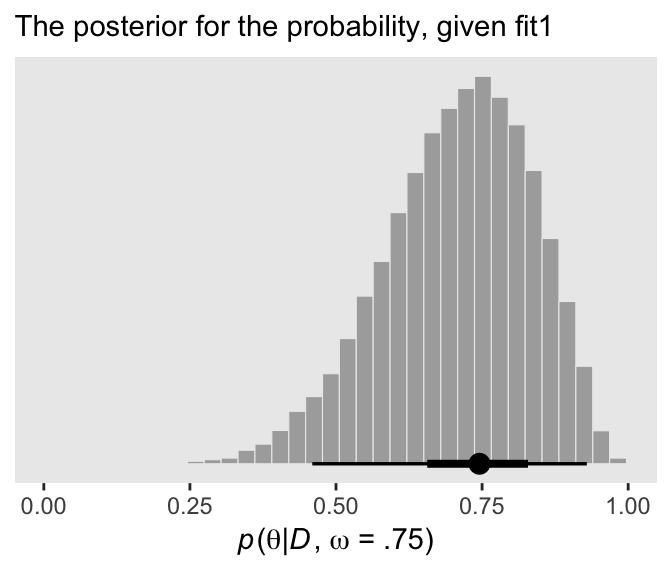 The posterior for the probability, given fit1
0.00 0.25 0.50 0.75 1.00
p(θ|D, ω = .75)